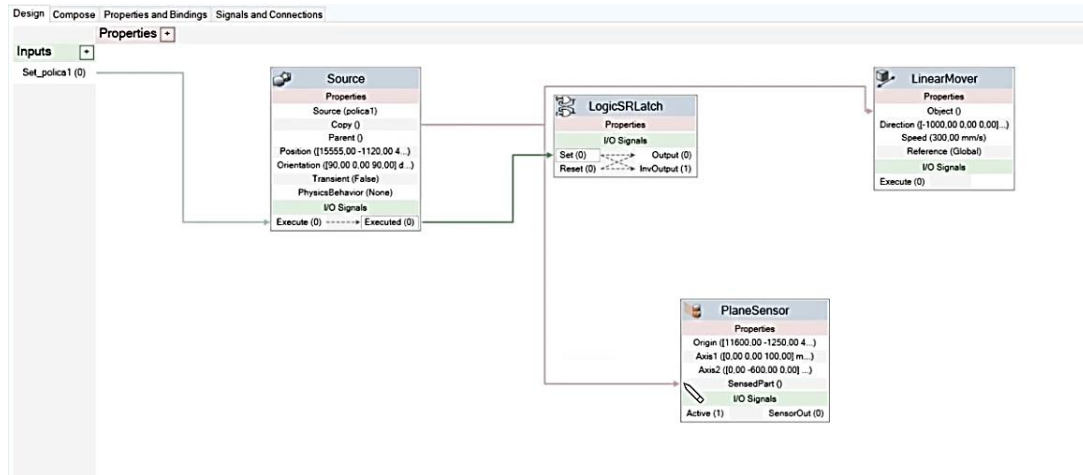 Design Compose Properties and Bindings Signals and Connections
Properties +
Inputs +
Set_polica1 (0)
Source
Properties
Source (polica1)
Copy ()
Parent ()
Position ([15555,00 -1120,00 4...)
Orientation ([90,00 0,00 90,00] d...)
Transient (False)
PhysicsBehavior (None)
I/O Signals
Execute (0) Executed (0)
LogicSRLatch
Properties
I/O Signals
Set (0) Output (0)
Reset (0) InvOutput (1)
LinearMover
Properties
Object ()
Direction ([-1000,00 0,00 0,00]...)
Speed (300,00 mm/s)
Reference (Global)
I/O Signals
Execute (0)
PlaneSensor
Properties
Origin ([11600,00 -1250,00 4...)
Axis1 ([0,00 0,00 100,00] m...)
Axis2 ([0,00 -600,00 0,00] ...)
SensedPart ()
I/O Signals
Active (1) SensorOut (0)